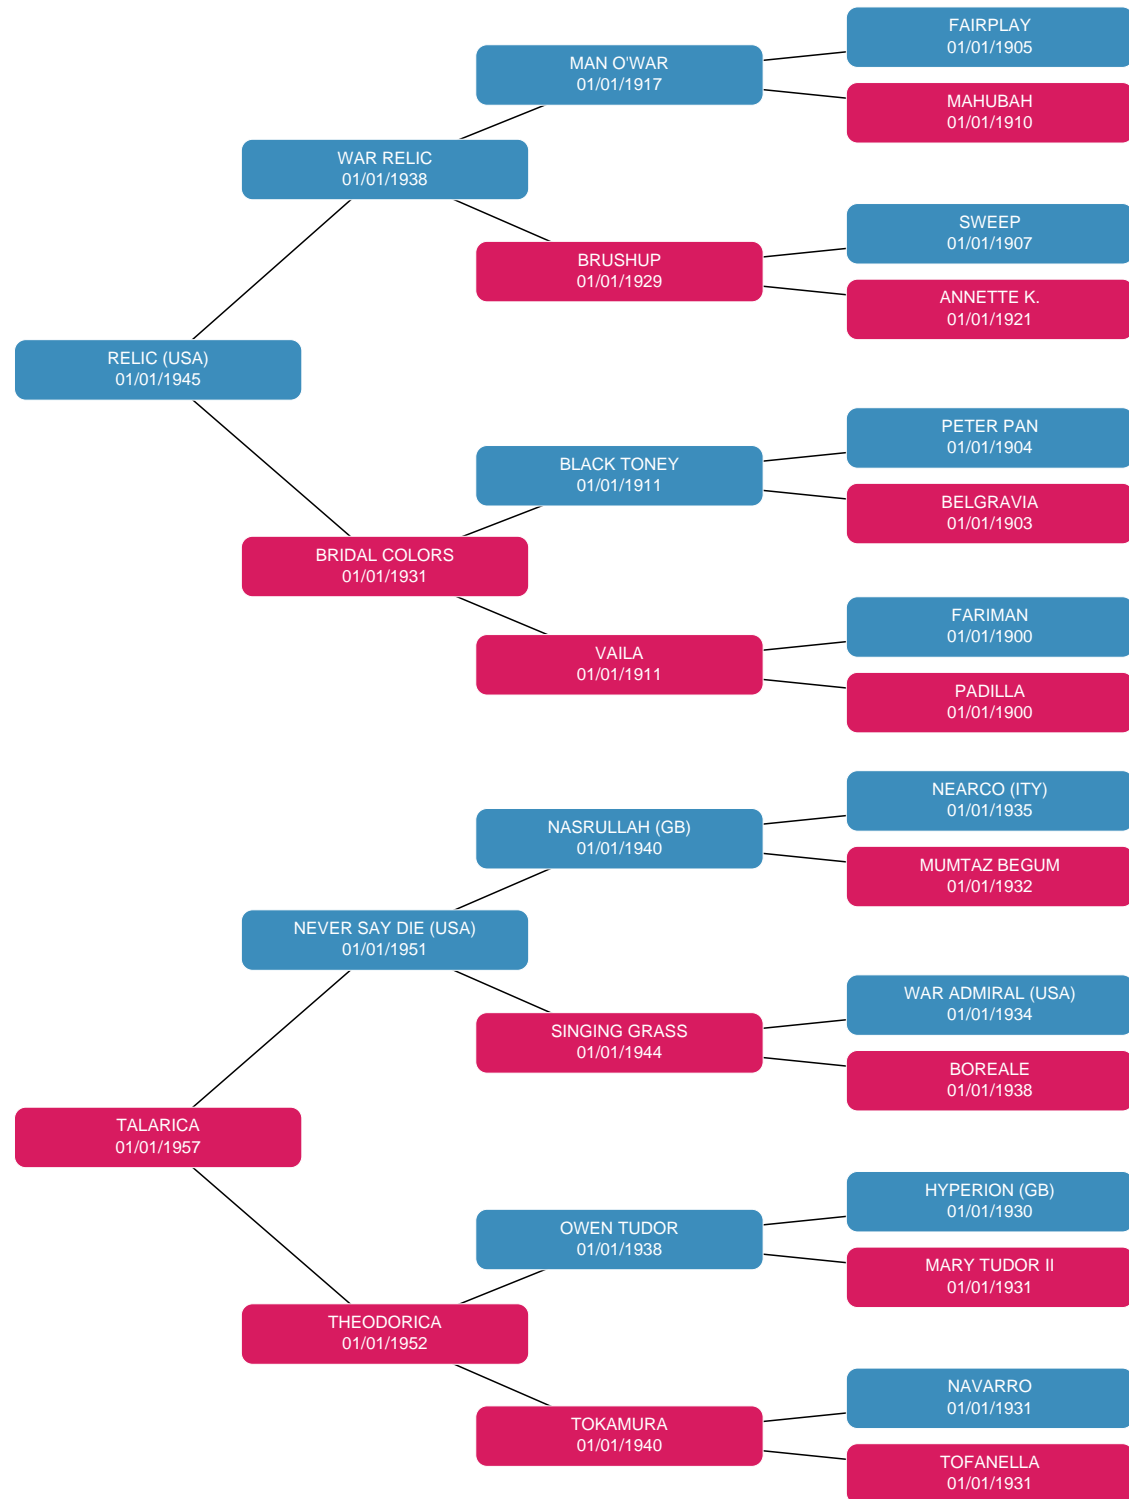 FAIRPLAY
01/01/1905
MAN O'WAR
01/01/1917
MAHUBAH
01/01/1910
WAR RELIC
01/01/1938
SWEEP
01/01/1907
BRUSHUP
01/01/1929
ANNETTE K.
01/01/1921
RELIC (USA)
01/01/1945
PETER PAN
01/01/1904
BLACK TONEY
01/01/1911
BELGRAVIA
01/01/1903
BRIDAL COLORS
01/01/1931
FARIMAN
01/01/1900
VAILA
01/01/1911
PADILLA
01/01/1900
NEARCO (ITY)
01/01/1935
NASRULLAH (GB)
01/01/1940
MUMTAZ BEGUM
01/01/1932
NEVER SAY DIE (USA)
01/01/1951
WAR ADMIRAL (USA)
01/01/1934
SINGING GRASS
01/01/1944
BOREALE
01/01/1938
TALARICA
01/01/1957
HYPERION (GB)
01/01/1930
OWEN TUDOR
01/01/1938
MARY TUDOR II
01/01/1931
THEODORICA
01/01/1952
NAVARRO
01/01/1931
TOKAMURA
01/01/1940
TOFANELLA
01/01/1931